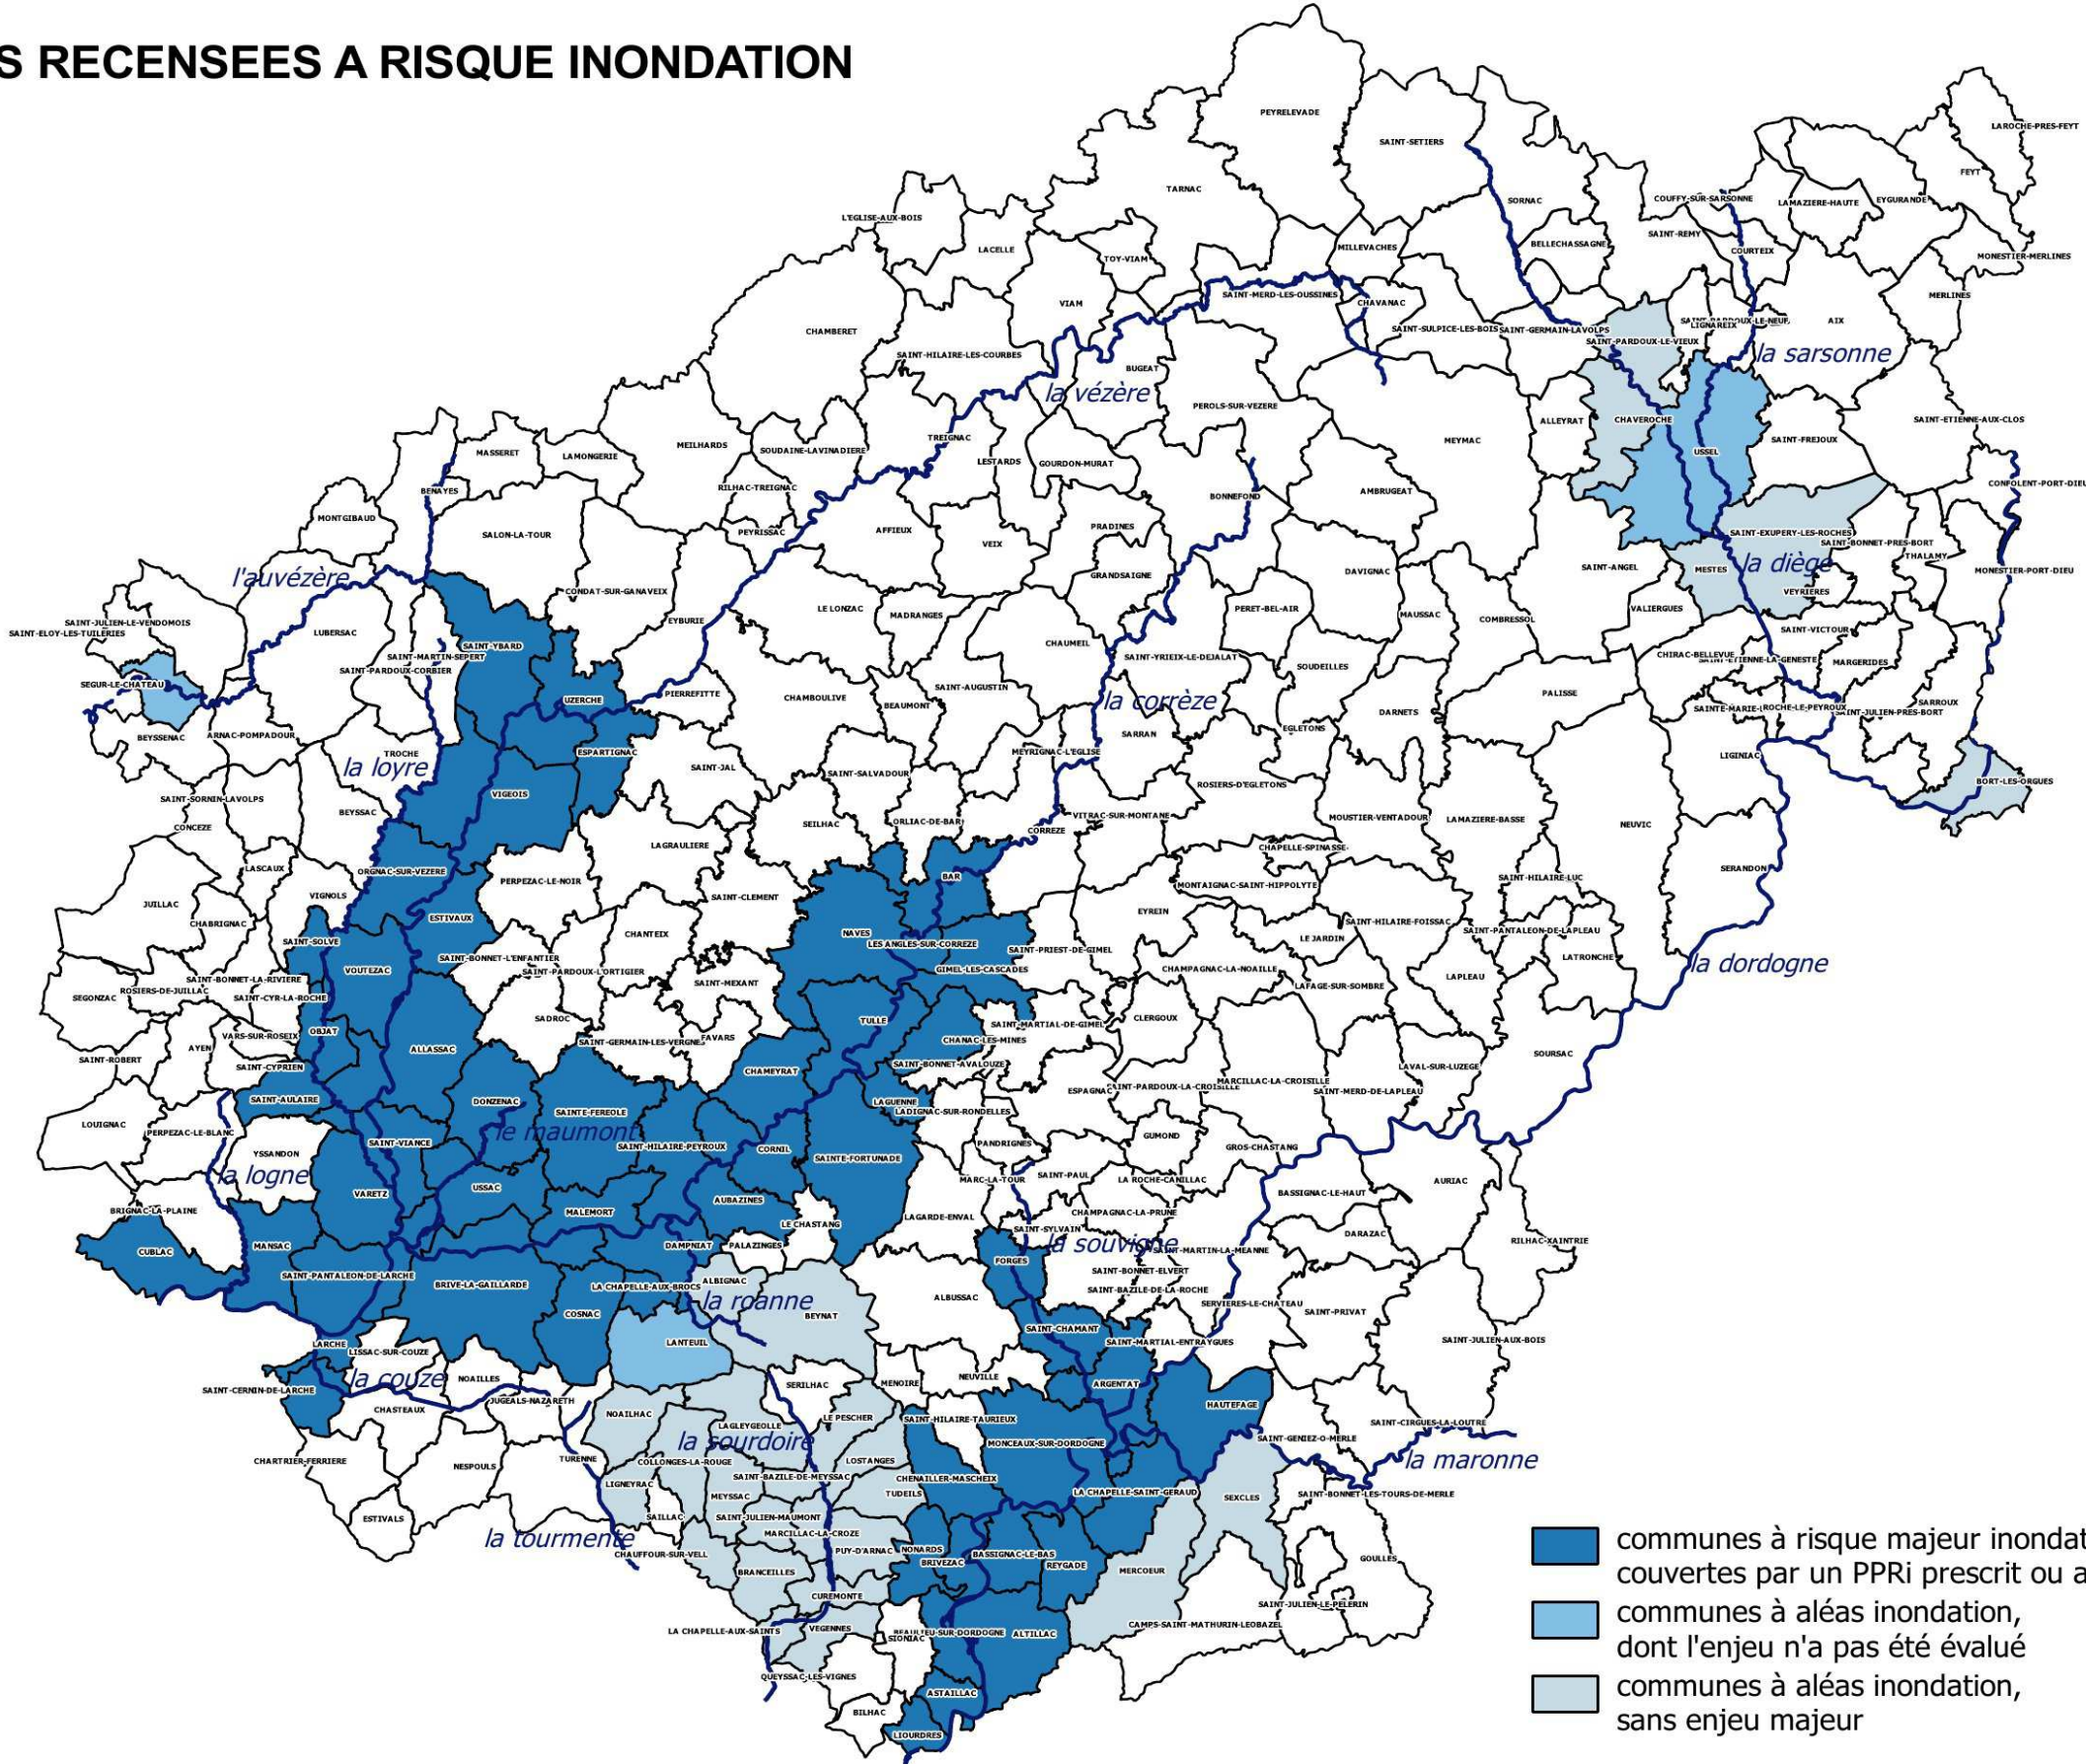 S RECENSEES A RISQUE INONDATION
PEYRELEVADE
LAROCHE-PRES-FEYT
SAINT-SETIERS
FEYT
TARNAC
COUFFY-SUR-SARSONNE
LAMAZIERE-HAUTE
EYGURANDE
SORNAC
L'EGLISE-AUX-BOIS
SAINT-REMY
LACELLE
MILLEVACHES
BELLECHASSAGNE
COURTEIX
MONESTIER-MERLINES
TOY-VIAM
SAINT-MERD-LES-OUSSINES
MERLINES
VIAM
CHAVANAC
CHAMBERET
SAINT-SULPICE-LES-BOIS
SAINT-GERMAIN-LAVOLPS
LIGNAREIX
AIX
SAINT-PARDOUX-LE-VIEUX
la sarsonne
SAINT-HILAIRE-LES-COURBES
BUGEAT
la vézère
PEROLS-SUR-VEZERE
ALLEYRAT
CHAVEROCHE
SAINT-ETIENNE-AUX-CLOS
TREIGNAC
MEYMAC
SAINT-FREJOUX
MEILHARDS
SOUDAINE-LAVINADIERE
MASSERET
LAMONGERIE
USSEL
LESTARDS
GOURDON-MURAT
BENAYES
RILHAC-TREIGNAC
BONNEFOND
AMBRUGEAT
CONFOLENT-PORT-DIEU
MONTGIBAUD
SALON-LA-TOUR
PEYRISSAC
AFFIEUX
VEIX
PRADINES
SAINT-EXUPERY-LES-ROCHES
SAINT-BONNET-PRES-BORT
THALAMY
l'auvézère
GRANDSAIGNE
DAVIGNAC
SAINT-ANGEL
MESTES
la diège
MONESTIER-PORT-DIEU
CONDAT-SUR-GANAVEIX
VEYRIERES
SAINT-JULIEN-LE-VENDOMOIS
SAINT-ELOY-LES-TUILERIES
LUBERSAC
EYBURIE
LE LONZAC
MADRANGES
PERET-BEL-AIR
MAUSSAC
COMBRESSOL
VALIERGUES
SAINT-VICTOUR
SAINT-YBARD
SAINT-MARTIN-SEPERT
SAINT-PARDOUX-CORBIER
CHAUMEIL
SAINT-YRIEIX-LE-DEJALAT
SOUDEILLES
CHIRAC-BELLEVUE
SAINT-ETIENNE-LA-GENESTE
MARGERIDES
SEGUR-LE-CHATEAU
UZERCHE
PIERREFITTE
CHAMBOULIVE
SAINT-AUGUSTIN
BEAUMONT
la corrèze
DARNETS
PALISSE
ROCHE-LE-PEYROUX
SAINT-JULIEN-PRES-BORT
SARROUX
BEYSSENAC
ARNAC-POMPADOUR
TROCHE
ESPARTIGNAC
MEYRIGNAC-L'EGLISE
SARRAN
EGLETONS
LIGINIAC
la loyre
SAINT-JAL
SAINT-SALVADOUR
ROSIERS-D'EGLETONS
BORT-LES-ORGUES
SAINT-SORNIN-LAVOLPS
VIGEOIS
BEYSSAC
CONCEZE
SEILHAC
ORLIAC-DE-BAR
CORREZE
VITRAC-SUR-MONTANE
MOUSTIER-VENTADOUR
LAMAZIERE-BASSE
NEUVIC
LAGRAULIERE
CHAPELLE-SPINASSE
LASCAUX
ORGNAC-SUR-VEZERE
PERPEZAC-LE-NOIR
BAR
MONTAIGNAC-SAINT-HIPPOLYTE
SAINT-HILAIRE-LUC
SERANDON
JUILLAC
VIGNOLS
SAINT-CLEMENT
CHABRIGNAC
ESTIVAUX
EYREIN
SAINT-HILAIRE-FOISSAC
SAINT-PANTALEON-DE-LAPLEAU
SAINT-SOLVE
CHANTEIX
NAVES
LES ANGLES-SUR-CORREZE
SAINT-PRIEST-DE-GIMEL
LE JARDIN
LATRONCHE
SAINT-BONNET-L'ENFANTIER
SAINT-PARDOUX-L'ORTIGIER
VOUTEZAC
GIMEL-LES-CASCADES
CHAMPAGNAC-LA-NOAILLE
LAPLEAU
la dordogne
SAINT-BONNET-LA-RIVIERE
ROSIERS-DE-JUILLAC
SAINT-CYR-LA-ROCHE
SEGONZAC
SAINT-MEXANT
LAFAGE-SUR-SOMBRE
SADROC
TULLE
SAINT-MARTIAL-DE-GIMEL
CLERGOUX
VARS-SUR-ROSEIX
OBJAT
ALLASSAC
SAINT-GERMAIN-LES-VERGNES
FAVARS
CHANAC-LES-MINES
SAINT-ROBERT
AYEN
SAINT-CYPRIEN
CHAMEYRAT
SAINT-BONNET-AVALOUZE
LAVAL-SUR-LUZEGE
SOURSAC
SAINT-AULAIRE
DONZENAC
SAINTE-FEREOLE
LAGUENNE
LADIGNAC-SUR-RONDELLES
ESPAGNAC
MARCILLAC-LA-CROISILLE
SAINT-MERD-DE-LAPLEAU
LOUIGNAC
PERPEZAC-LE-BLANC
le maumont
SAINT-VIANCE
SAINT-HILAIRE-PEYROUX
CORNIL
SAINTE-FORTUNADE
PANDRIGNES
GUMOND
GROS-CHASTANG
YSSANDON
la logne
USSAC
VARETZ
AUBAZINES
MARC-LA-TOUR
SAINT-PAUL
LA ROCHE-CANILLAC
BASSIGNAC-LE-HAUT
AURIAC
BRIGNAC-LA-PLAINE
MALEMORT
LE CHASTANG
LAGARDE-ENVAL
CHAMPAGNAC-LA-PRUNE
SAINT-SYLVAIN
DARAZAC
RILHAC-XAINTRIE
CUBLAC
MANSAC
DAMPNIAT
PALAZINGES
la souvigne
SAINT-MARTIN-LA-MEANNE
FORGES
SAINT-PANTALEON-DE-LARCHE
BRIVE-LA-GAILLARDE
LA CHAPELLE-AUX-BROCS
ALBIGNAC
SAINT-BONNET-ELVERT
SAINT-BAZILE-DE-LA-ROCHE
la roanne
COSNAC
BEYNAT
ALBUSSAC
SERVIERES-LE-CHATEAU
SAINT-PRIVAT
LANTEUIL
SAINT-CHAMANT
SAINT-MARTIAL-ENTRAYGUES
SAINT-JULIEN-AUX-BOIS
LARCHE
LISSAC-SUR-COUZE
la couze
NOAILLES
SAINT-CERNIN-DE-LARCHE
SERILHAC
MENOIRE
NEUVILLE
ARGENTAT
JUGEALS-NAZARETH
CHASTEAUX
NOAILHAC
LE PESCHER
SAINT-HILAIRE-TAURIEUX
HAUTEFAGE
LAGLEYGEOLLE
la sourdoire
MONCEAUX-SUR-DORDOGNE
SAINT-CIRGUES-LA-LOUTRE
SAINT-GENIEZ-O-MERLE
la maronne
CHARTRIER-FERRIERE
NESPOULS
TURENNE
COLLONGES-LA-ROUGE
LOSTANGES
SAINT-BAZILE-DE-MEYSSAC
CHENAILLER-MASCHEIX
LIGNEYRAC
TUDEILS
MEYSSAC
LA CHAPELLE-SAINT-GERAUD
SEXCLES
SAINT-BONNET-LES-TOURS-DE-MERLE
ESTIVALS
SAILLAC
SAINT-JULIEN-MAUMONT
la tourmente
MARCILLAC-LA-CROZE
CHAUFFOUR-SUR-VELL
PUY-D'ARNAC
NONARDS
BRIVEZAC
BASSIGNAC-LE-BAS
REYGADE
MERCOEUR
GOULLES
BRANCEILLES
CUREMONTE
SAINT-JULIEN-LE-PELERIN
LA CHAPELLE-AUX-SAINTS
VEGENNES
SIONIAC
BEAULIEU-SUR-DORDOGNE
ALTILLAC
CAMPS-SAINT-MATHURIN-LEOBAZEL
QUEYSSAC-LES-VIGNES
ASTAILLAC
BILHAC
LIOURDRES
communes à risque majeur inondat
couvertes par un PPRi prescrit ou a
communes à aléas inondation,
dont l'enjeu n'a pas été évalué
communes à aléas inondation,
sans enjeu majeur